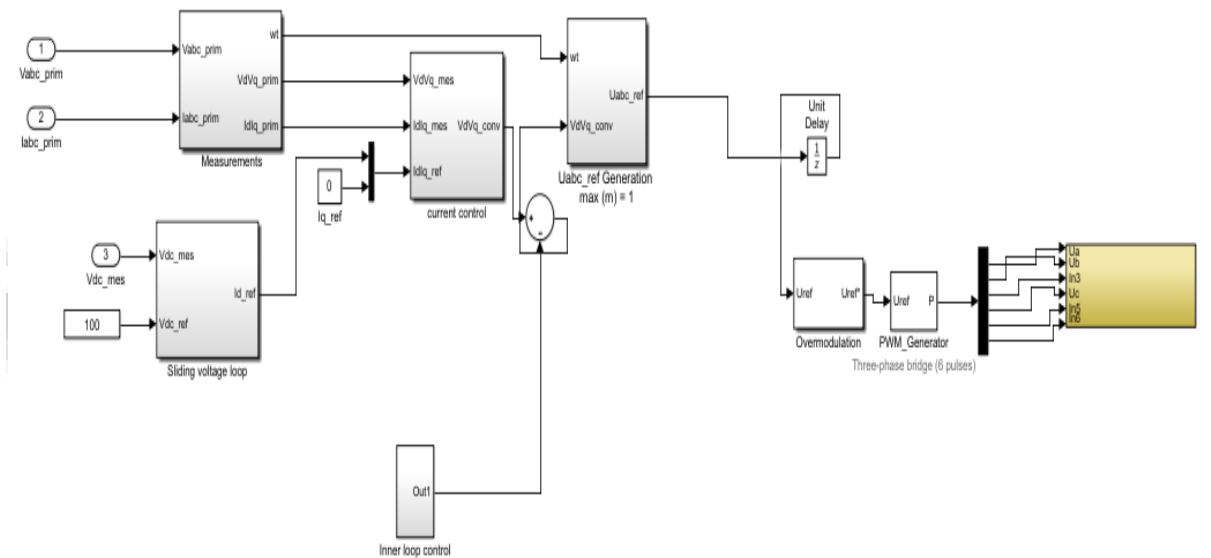 1
Vabc_prim
2
Iabc_prim
Vabc_prim
wt
VdVq_prim
Iabc_prim
IdIq_prim
Measurements
0
Iq_ref
VdVq_mes
IdIq_mes
VdVq_conv
IdIq_ref
current control
wt
Uabc_ref
VdVq_conv
Uabc_ref Generation
max (m) = 1
+
-
Unit
Delay
1
z
3
Vdc_mes
100
Vdc_mes
Id_ref
Vdc_ref
Sliding voltage loop
Uref
Uref*
Overmodulation
Uref
P
PWM_Generator
Three-phase bridge (6 pulses)
Ua
Ub
In3
Uc
In5
In6
Out1
Inner loop control